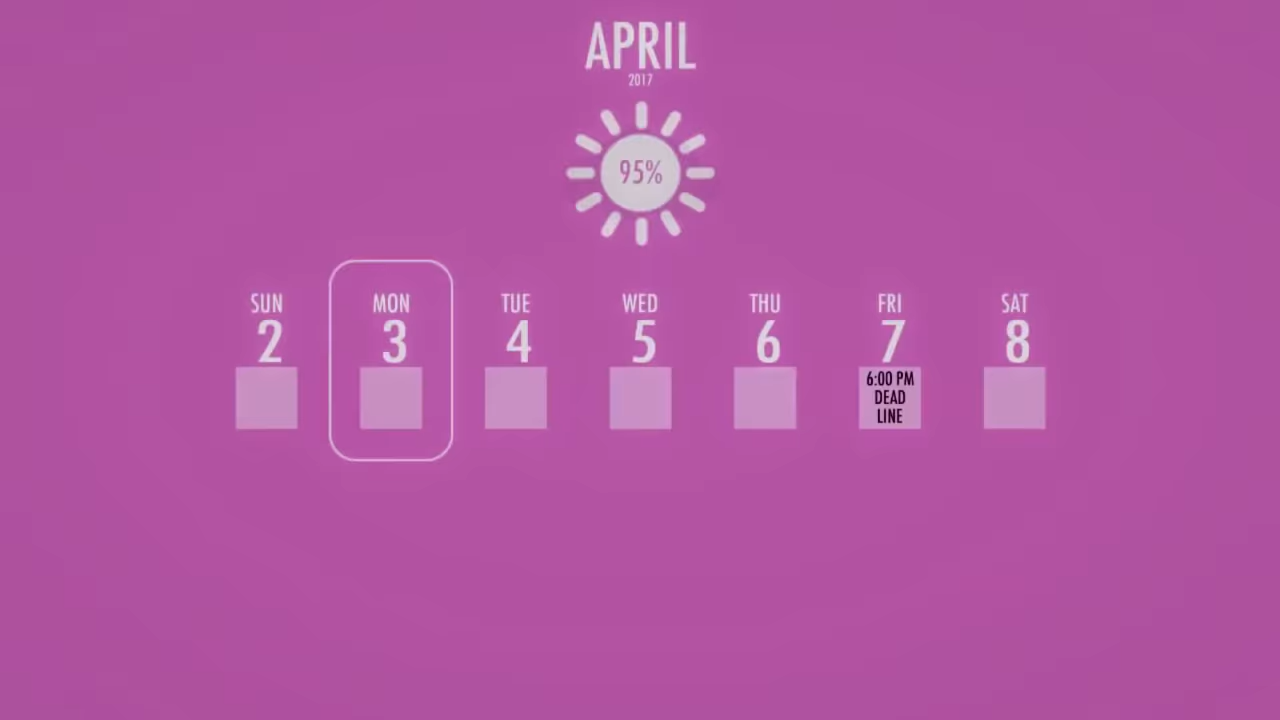 APRIL
2017
95%
SUN MON TUE WED THU FRI SAT
2 3 4 5 6 7 8
6:00 PM
DEAD
LINE